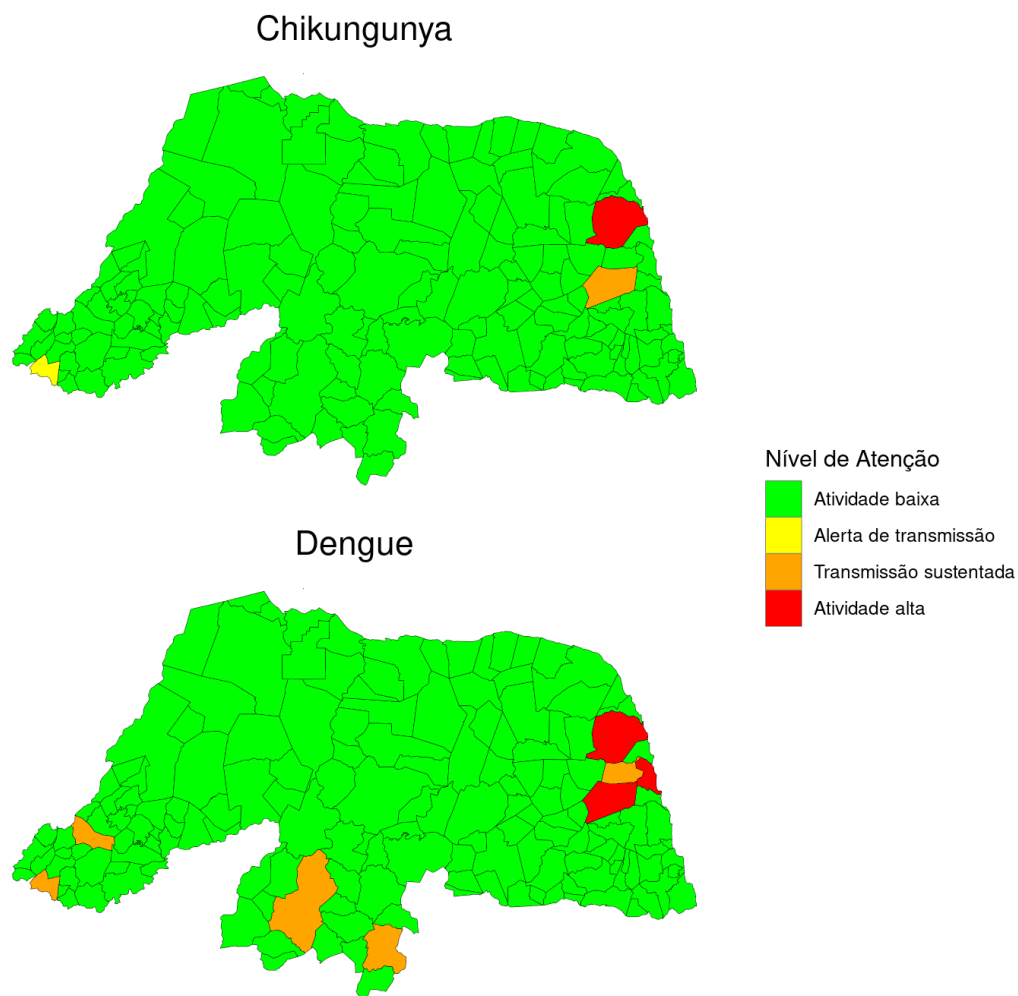 Chikungunya
Nível de Atenção
Atividade baixa
Alerta de transmissão
Transmissão sustentada
Atividade alta
Dengue